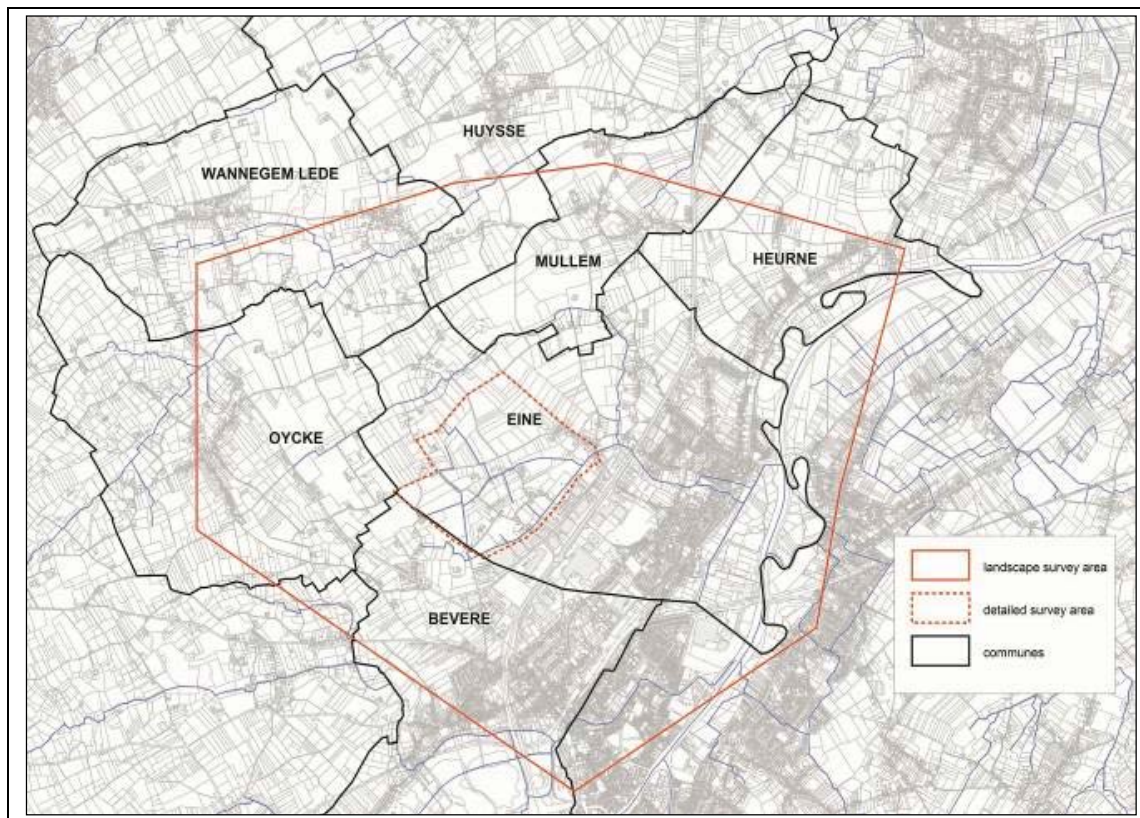 HUYSSE
WANNEGEM LEDE
MULLEM
HEURNE
EINE
OYCKE
BEVERE
landscape survey area
detailed survey area
communes